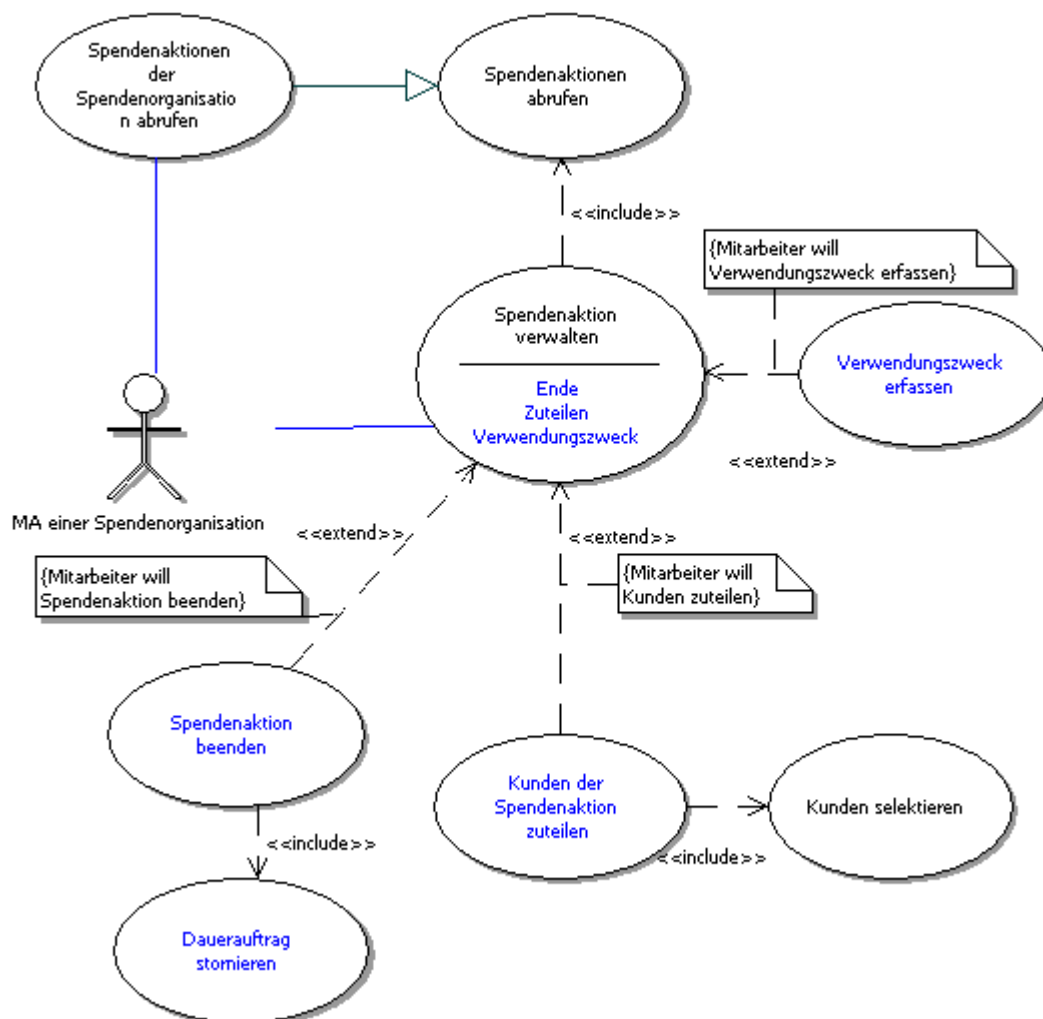 Spendenaktionen
der
Spendenorganisatio
n abrufen
Spendenaktionen
abrufen
<<include>>
{Mitarbeiter will
Verwendungszweck erfassen}
Spendenaktion
verwalten
Ende
Zuteilen
Verwendungszweck
Verwendungszweck
erfassen
<<extend>>
MA einer Spendenorganisation
<<extend>>
{Mitarbeiter will
Spendenaktion beenden}
<<extend>>
{Mitarbeiter will
Kunden zuteilen}
Spendenaktion
beenden
Kunden der
Spendenaktion
zuteilen
Kunden selektieren
<<include>>
<<include>>
Dauerauftrag
stornieren